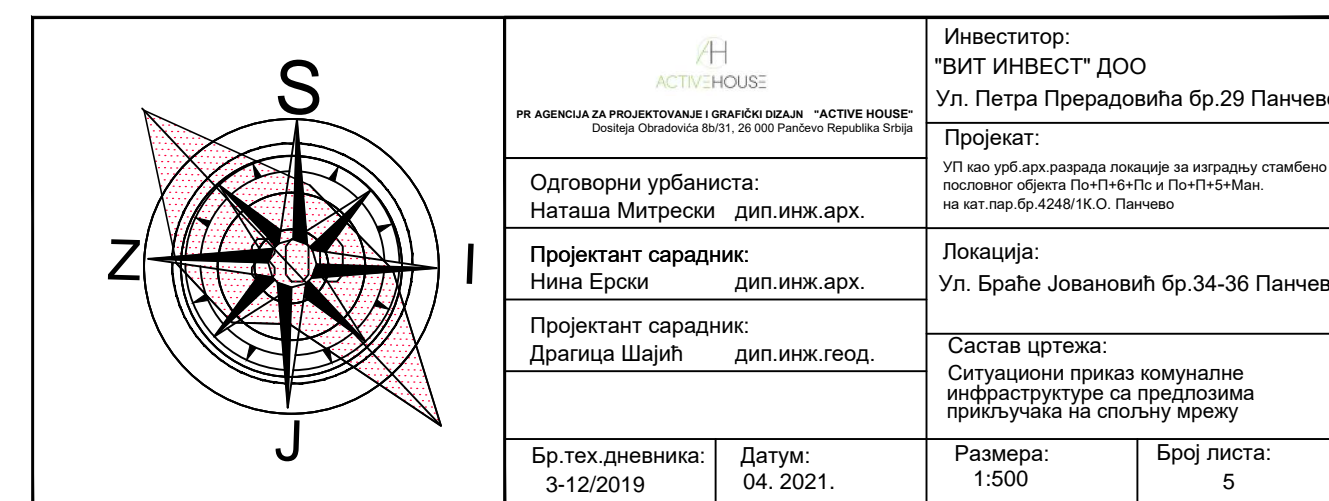 S
Z
I
J
AH
ACTIVEHOUSE
PR AGENCIJA ZA PROJEKTOVANJE I GRAFIČKI DIZAJN "ACTIVE HOUSE"
Dositeja Obradovića 8b/31, 26 000 Pančevo Republika Srbija
Одговорни урбаниста:
Наташа Митрески дип.инж.арх.
Пројектант сарадник:
Нина Ерски дип.инж.арх.
Пројектант сарадник:
Драгица Шајић дип.инж.геод.
Бр.тех.дневника:
3-12/2019
Датум:
04. 2021.
Инвеститор:
"ВИТ ИНВЕСТ" ДОО
Ул. Петра Прерадовића бр.29 Панчево
Пројекат:
УП као урб.арх.разрада локације за изградњу стамбено
пословног објекта По+П+6+Пс и По+П+5+Ман.
на кат.пар.бр.4248/1К.О. Панчево
Локација:
Ул. Браће Јовановић бр.34-36 Панчев
Састав цртежа:
Ситуациони приказ комуналне
инфраструктуре са предлозима
прикључака на спољну мрежу
Размера:
1:500
Број листа:
5